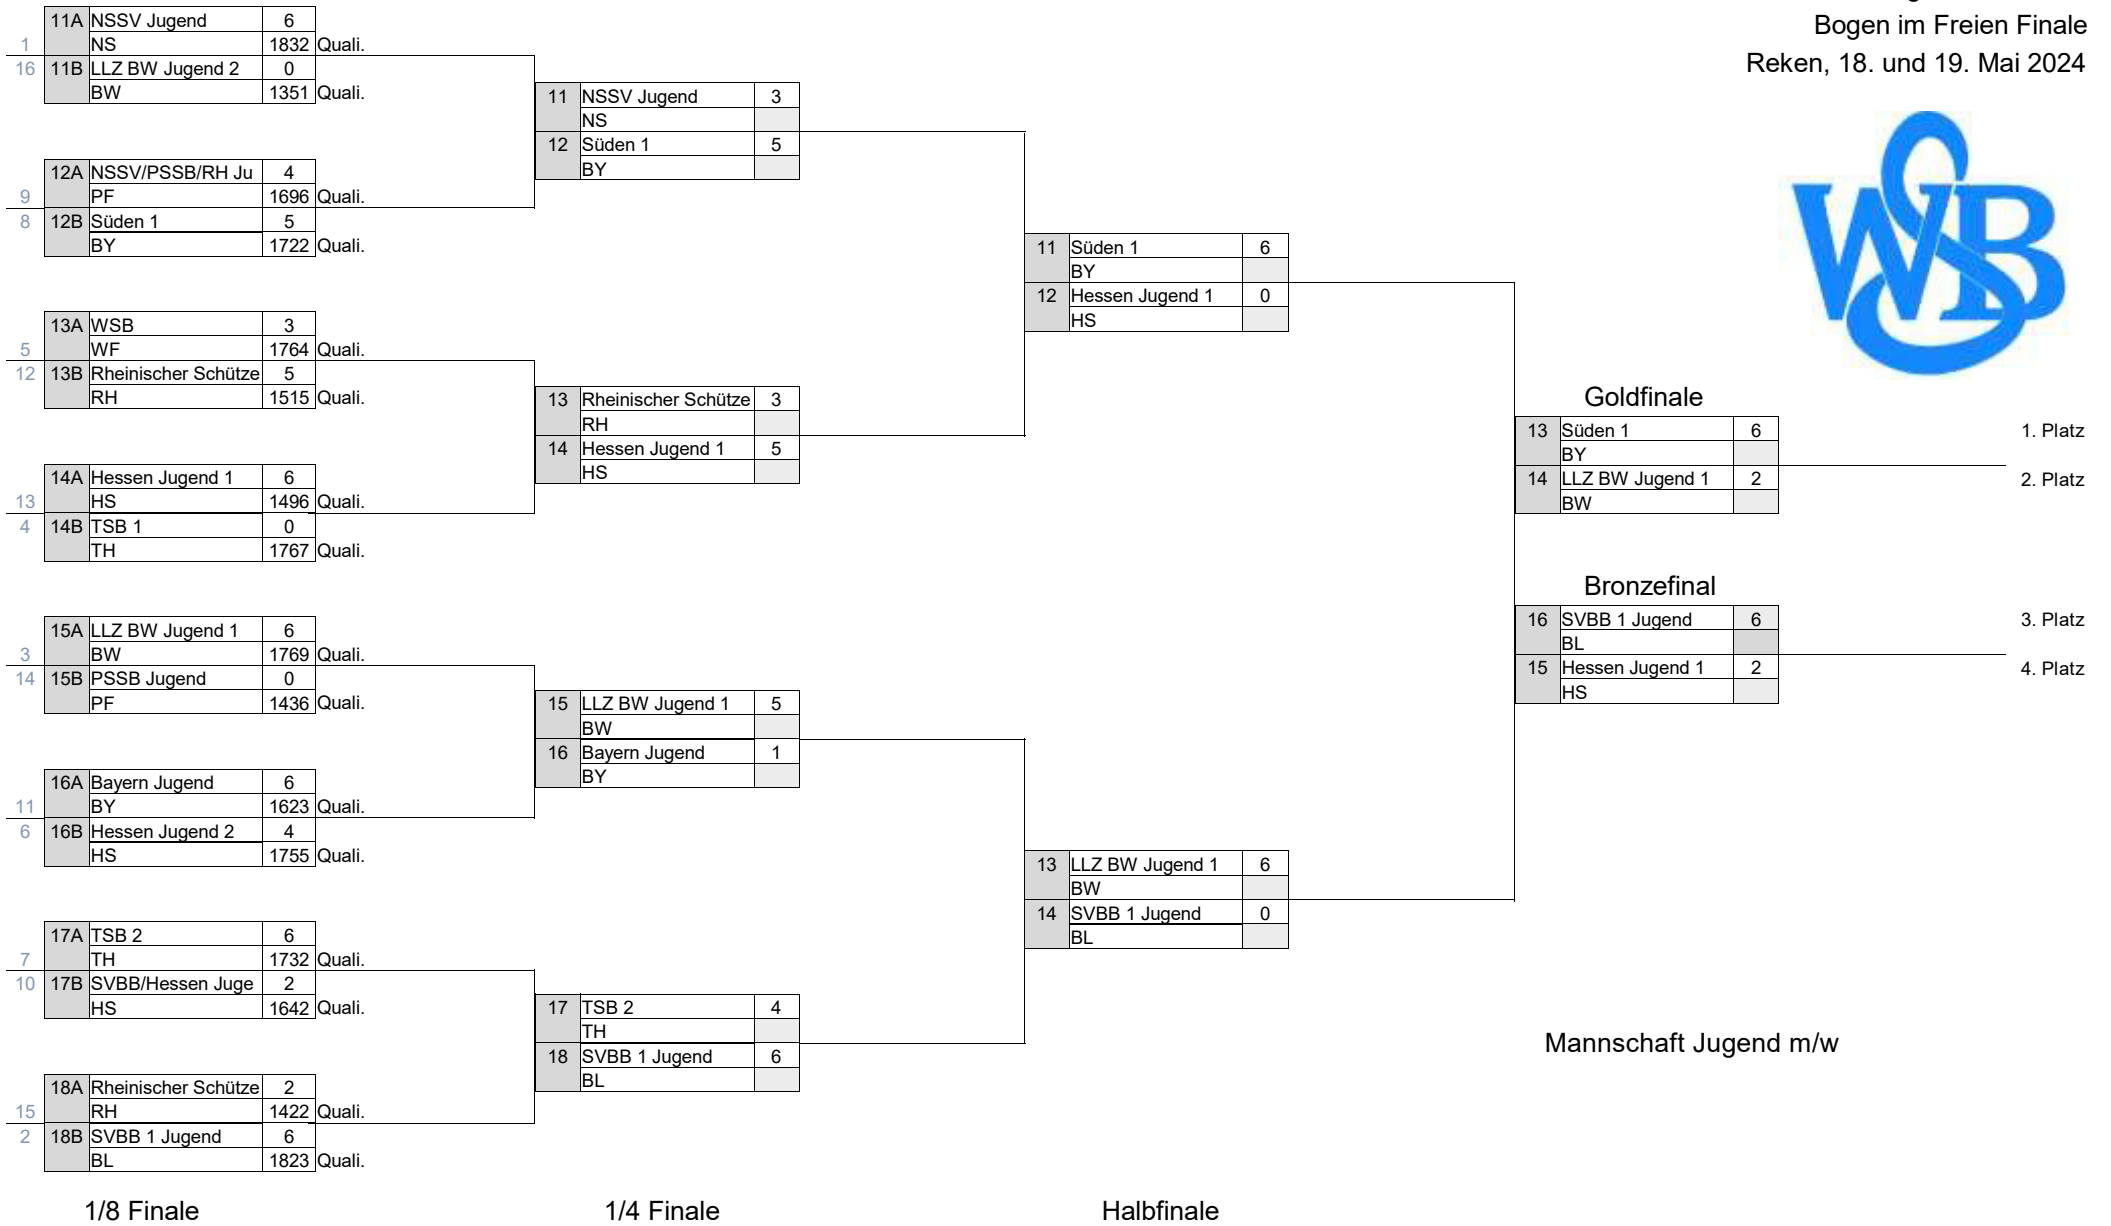 Bogen im Freien Finale
Reken, 18. und 19. Mai 2024
WSB
11A NSSV Jugend 6
1 NS 1832 Quali.
16 11B LLZ BW Jugend 2 0
BW 1351 Quali.
12A NSSV/PSSB/RH Ju 4
9 PF 1696 Quali.
8 12B Süden 1 5
BY 1722 Quali.
13A WSB 3
5 WF 1764 Quali.
12 13B Rheinischer Schütze 5
RH 1515 Quali.
14A Hessen Jugend 1 6
13 HS 1496 Quali.
4 14B TSB 1 0
TH 1767 Quali.
15A LLZ BW Jugend 1 6
3 BW 1769 Quali.
14 15B PSSB Jugend 0
PF 1436 Quali.
16A Bayern Jugend 6
11 BY 1623 Quali.
6 16B Hessen Jugend 2 4
HS 1755 Quali.
17A TSB 2 6
7 TH 1732 Quali.
10 17B SVBB/Hessen Juge 2
HS 1642 Quali.
18A Rheinischer Schütze 2
15 RH 1422 Quali.
2 18B SVBB 1 Jugend 6
BL 1823 Quali.
1/8 Finale
11 NSSV Jugend 3
NS
12 Süden 1 5
BY
13 Rheinischer Schütze 3
RH
14 Hessen Jugend 1 5
HS
15 LLZ BW Jugend 1 5
BW
16 Bayern Jugend 1
BY
17 TSB 2 4
TH
18 SVBB 1 Jugend 6
BL
1/4 Finale
11 Süden 1 6
BY
12 Hessen Jugend 1 0
HS
13 LLZ BW Jugend 1 6
BW
14 SVBB 1 Jugend 0
BL
Halbfinale
Goldfinale
13 Süden 1 6 1. Platz
BY
14 LLZ BW Jugend 1 2 2. Platz
BW
Bronzefinal
16 SVBB 1 Jugend 6 3. Platz
BL
15 Hessen Jugend 1 2 4. Platz
HS
Mannschaft Jugend m/w